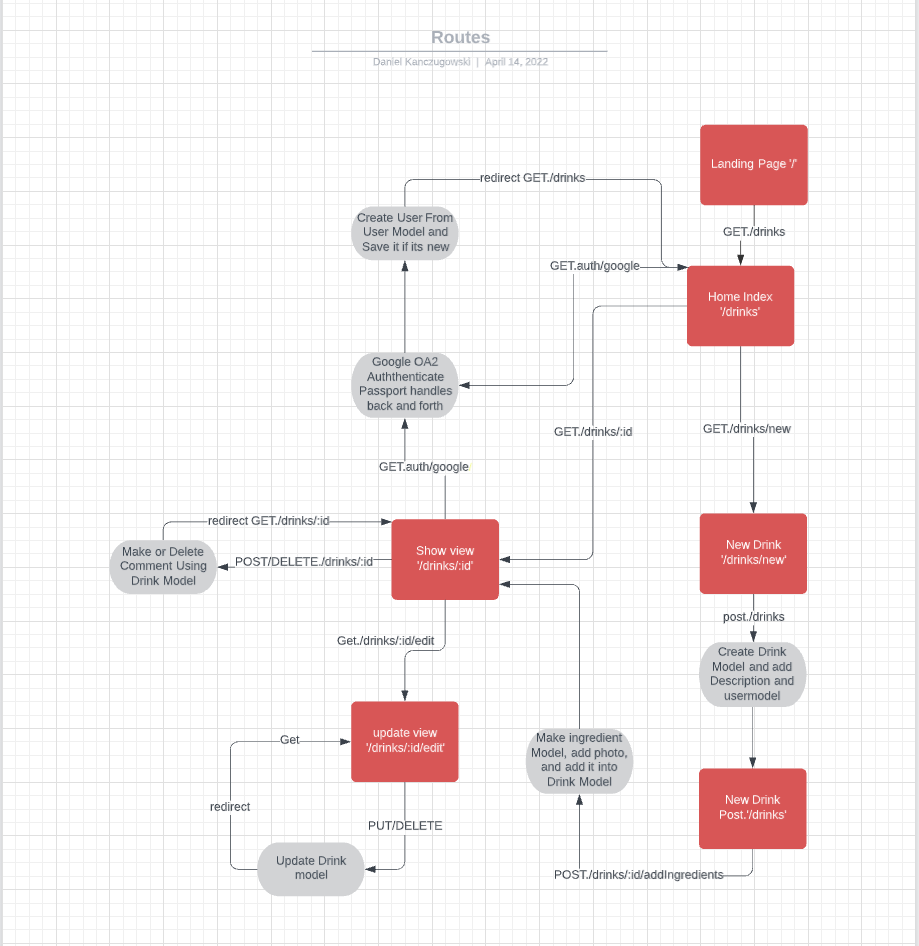 Routes
Daniel Kanczugowski | April 14, 2022
Landing Page '/'
redirect GET./drinks
Create User From
User Model and
Save it if its new
GET./drinks
GET.auth/google
Home Index
'/drinks'
Google OA2
Auththenticate
Passport handles
back and forth
GET./drinks/:id
GET./drinks/new
GET.auth/google
redirect GET./drinks/:id
Make or Delete
Comment Using
Drink Model
POST/DELETE./drinks/:id
Show view
'/drinks/:id'
New Drink
'/drinks/new'
post./drinks
Get./drinks/:id/edit
Create Drink
Model and add
Description and
usermodel
update view
'/drinks/:id/edit'
Get
Make ingredient
Model, add photo,
and add it into
Drink Model
New Drink
Post.'/drinks'
redirect
PUT/DELETE
Update Drink
model
POST./drinks/:id/addIngredients